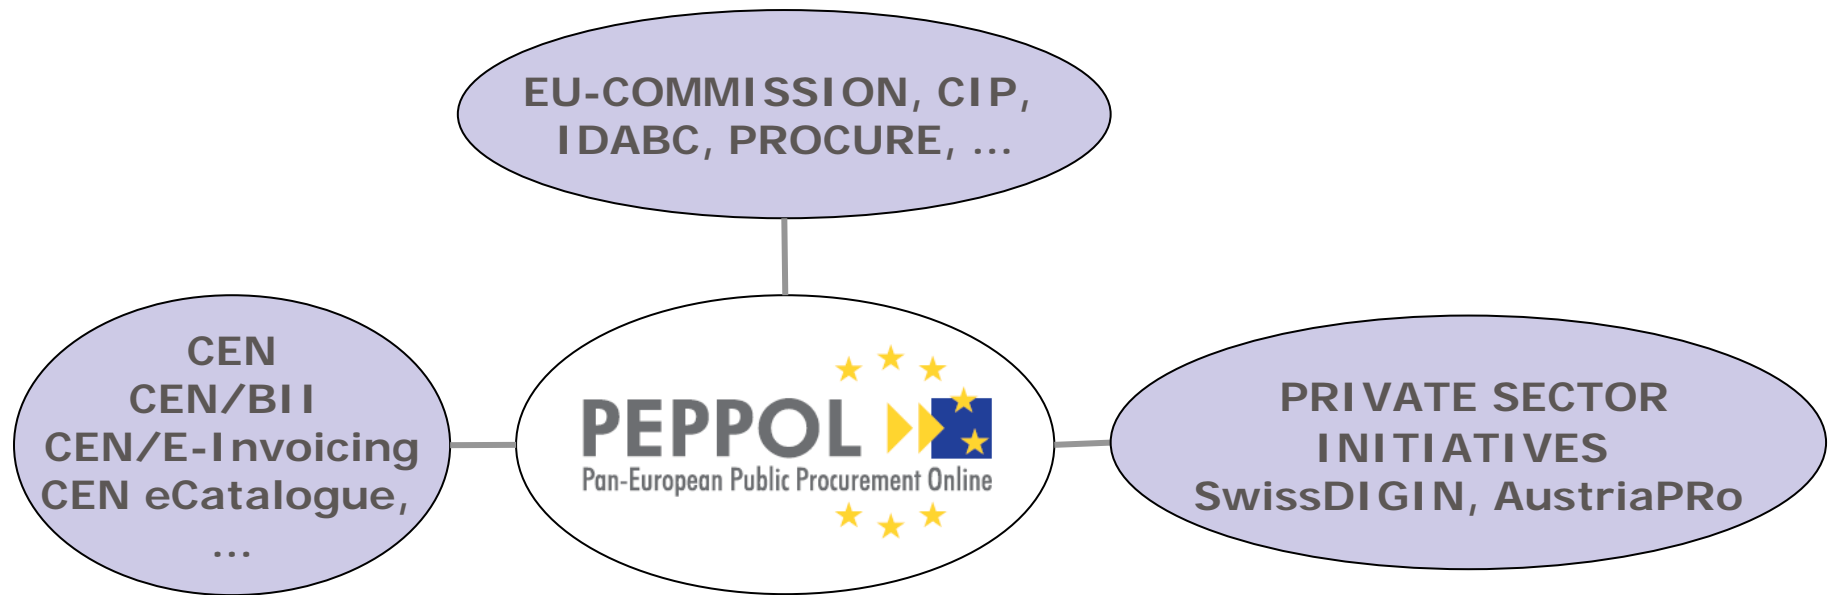 EU-COMMISSION, CIP,
IDABC, PROCURE, ...
CEN
CEN/BII
CEN/E-Invoicing
CEN eCatalogue,
...
PEPPOL
Pan-European Public Procurement Online
PRIVATE SECTOR
INITIATIVES
SwissDIGIN, AustriaPRo